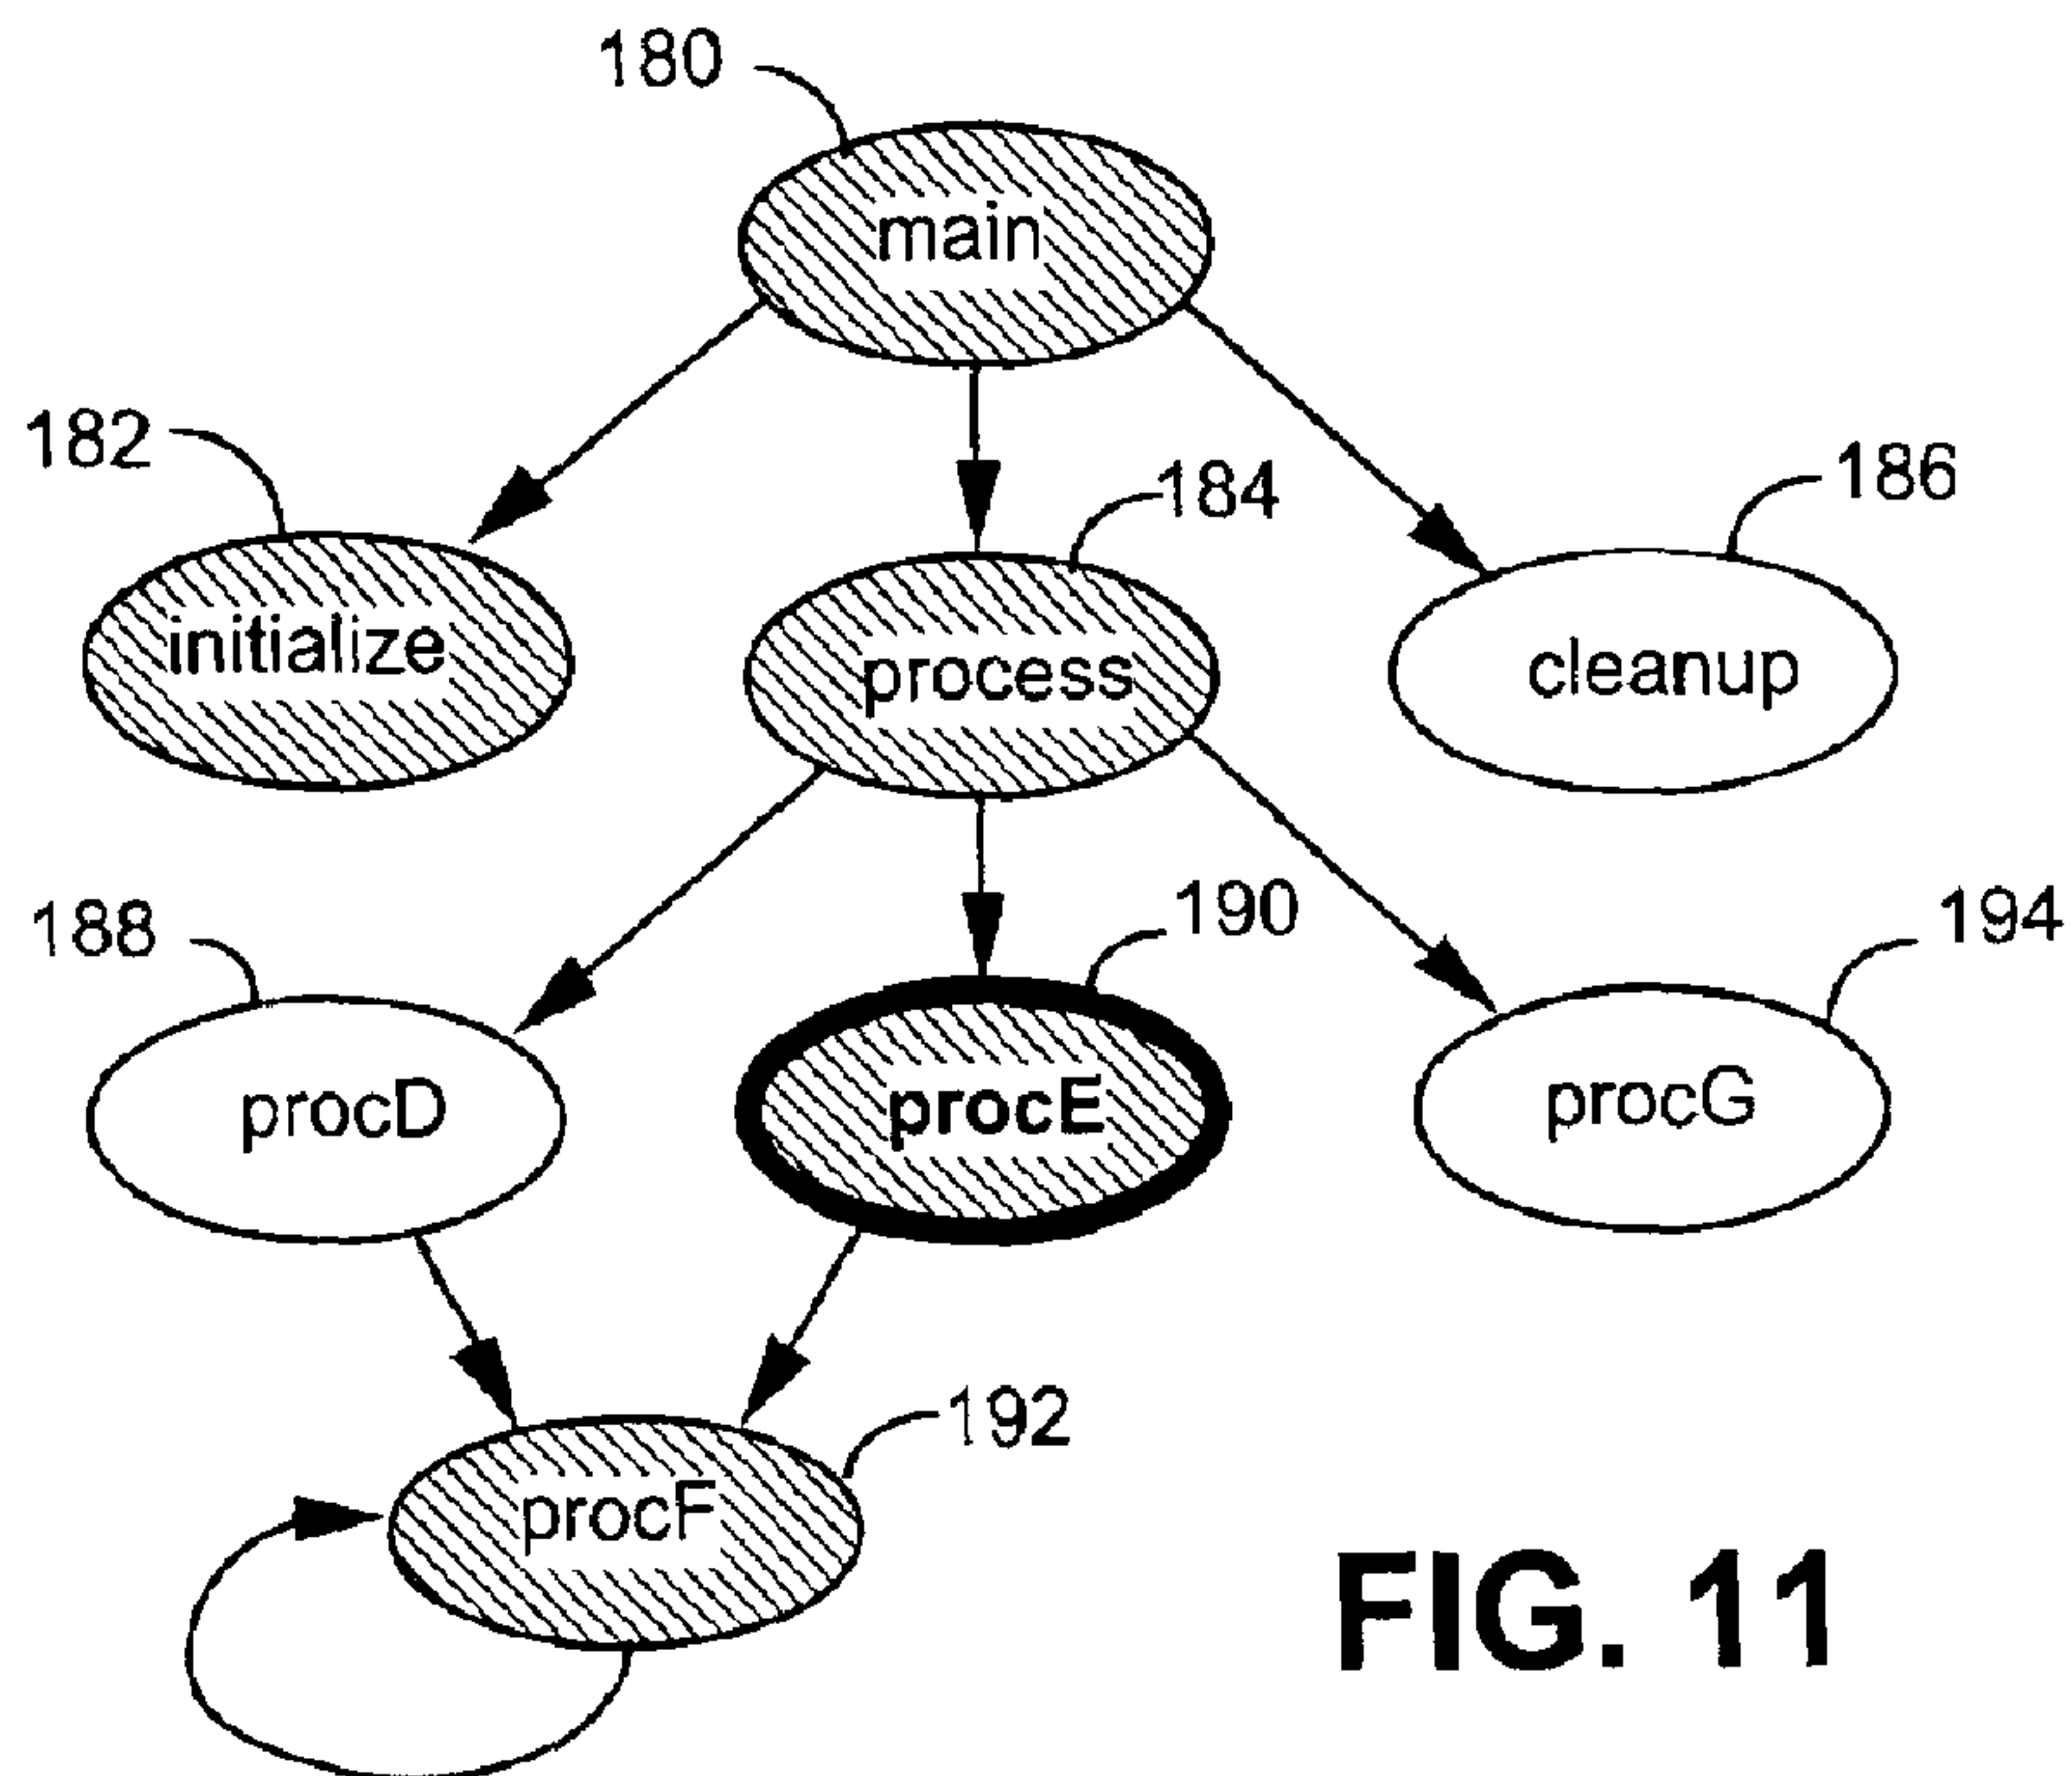 180
main
182
184
186
initialize
process
cleanup
188
190
194
procD
procE
procG
192
procF
FIG. 11